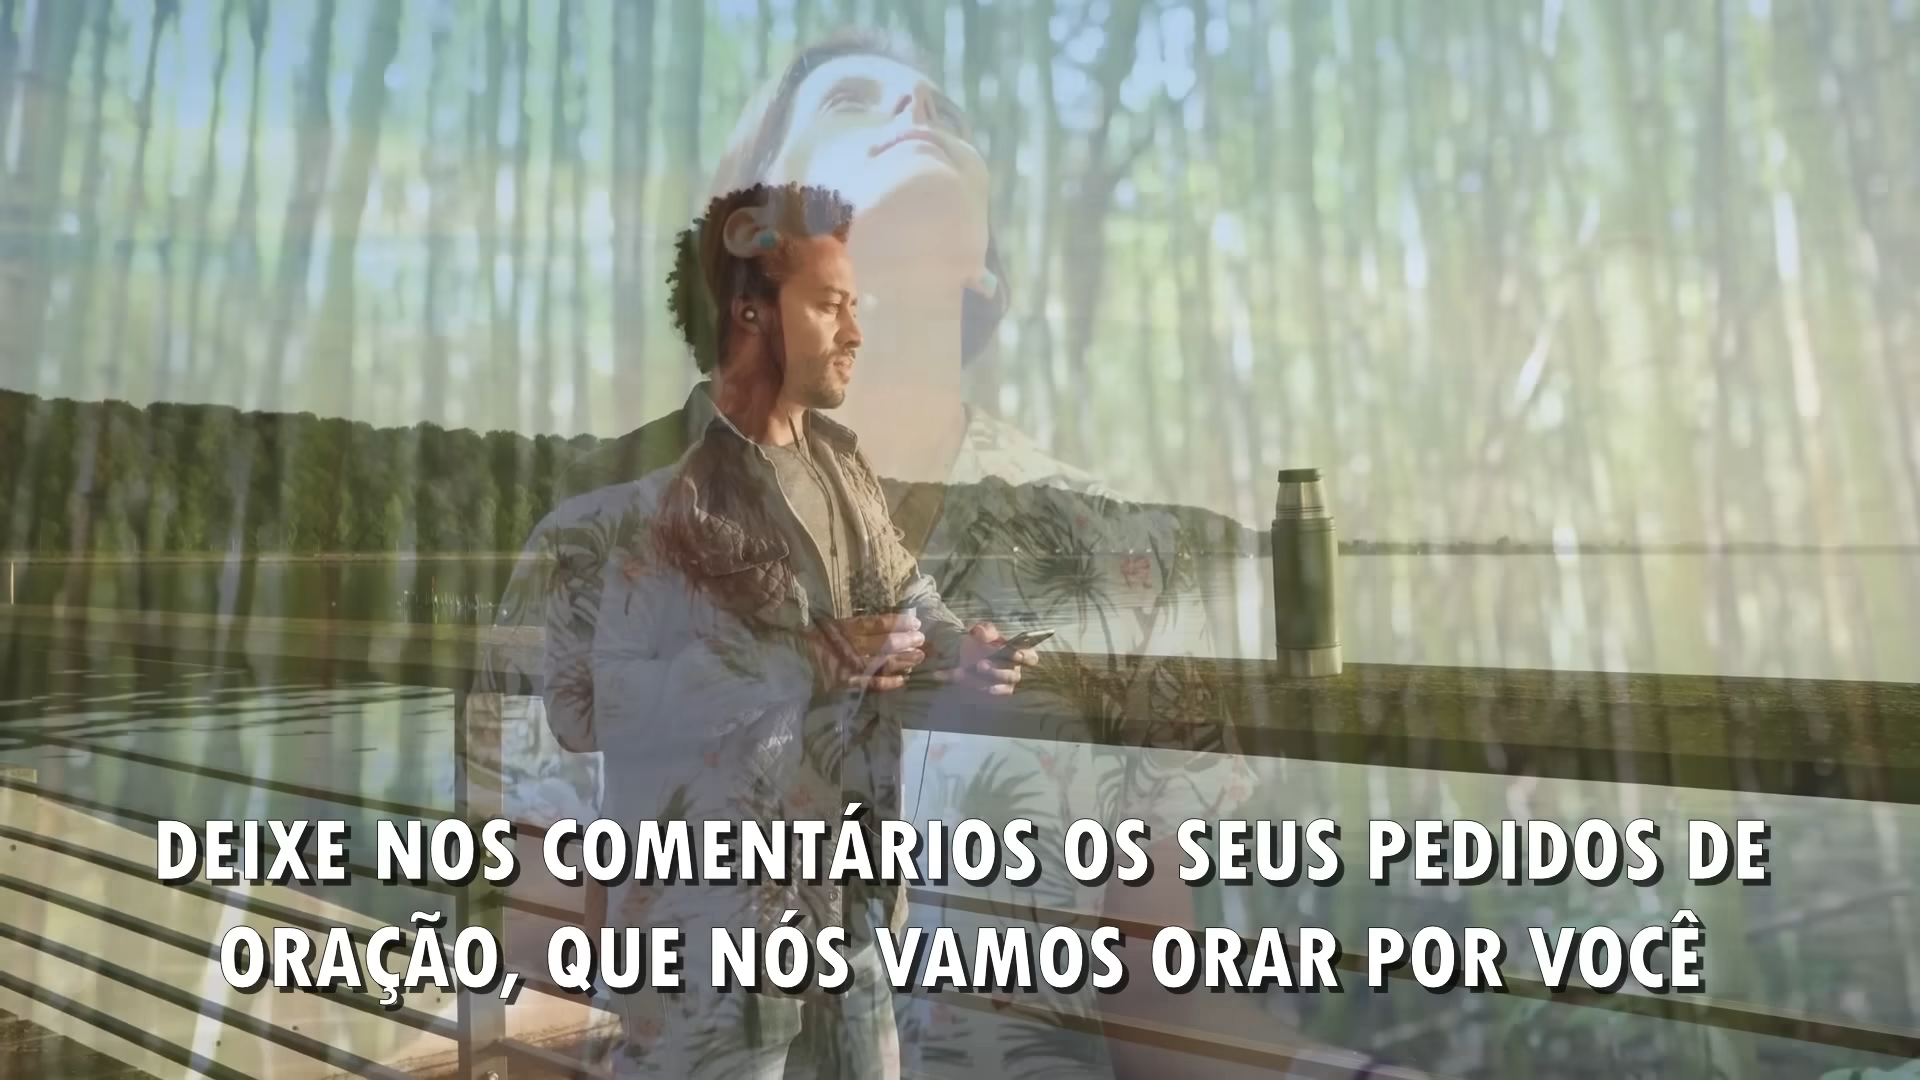 DEIXE NOS COMENTÁRIOS OS SEUS PEDIDOS DE
ORAÇÃO, QUE NÓS VAMOS ORAR POR VOCÊ